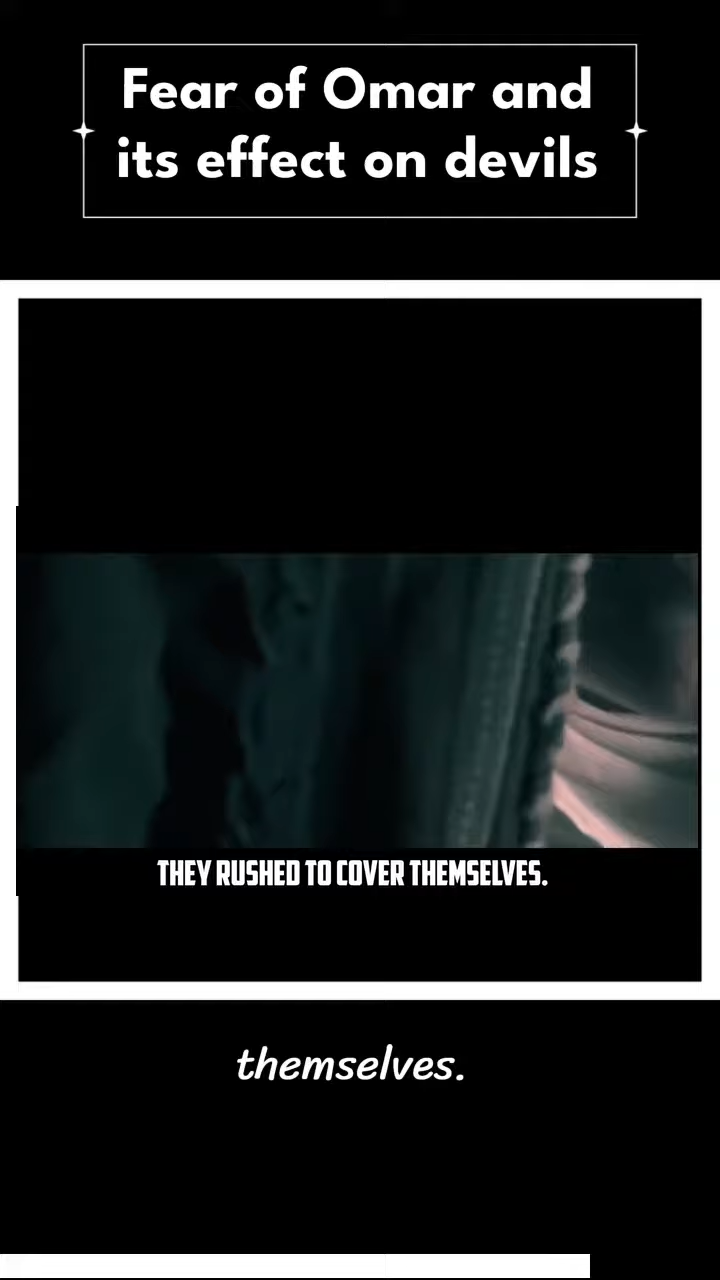 Fear of Omar and
its effect on devils
THEY RUSHED TO COVER THEMSELVES.
themselves.